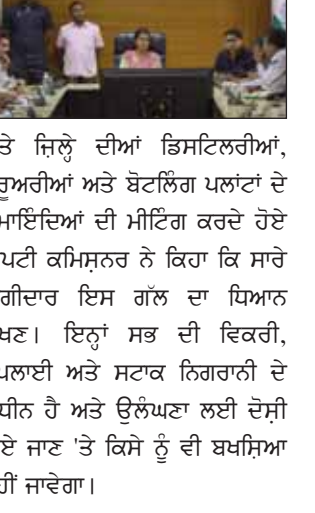 ਤੇ ਜ਼ਿਲ੍ਹੇ ਦੀਆਂ ਡਿਸਟਿਲਰੀਆਂ,
ਰੂਅਰੀਆਂ ਅਤੇ ਬੋਟਲਿੰਗ ਪਲਾਂਟਾਂ ਦੇ
ਮਾਇੰਦਿਆਂ ਦੀ ਮੀਟਿੰਗ ਕਰਦੇ ਹੋਏ
ਪਟੀ ਕਮਿਸ਼ਨਰ ਨੇ ਕਿਹਾ ਕਿ ਸਾਰੇ
ਗੀਦਾਰ ਇਸ ਗੱਲ ਦਾ ਧਿਆਨ
ਖਣ। ਇਨ੍ਹਾਂ ਸਭ ਦੀ ਵਿਕਰੀ,
ਪਲਾਈ ਅਤੇ ਸਟਾਕ ਨਿਗਰਾਨੀ ਦੇ
ਧੀਨ ਹੈ ਅਤੇ ਉਲੰਘਣਾ ਲਈ ਦੋਸ਼ੀ
ਏ ਜਾਣ 'ਤੇ ਕਿਸੇ ਨੂੰ ਵੀ ਬਖਸ਼ਿਆ
ਹੀਂ ਜਾਵੇਗਾ।